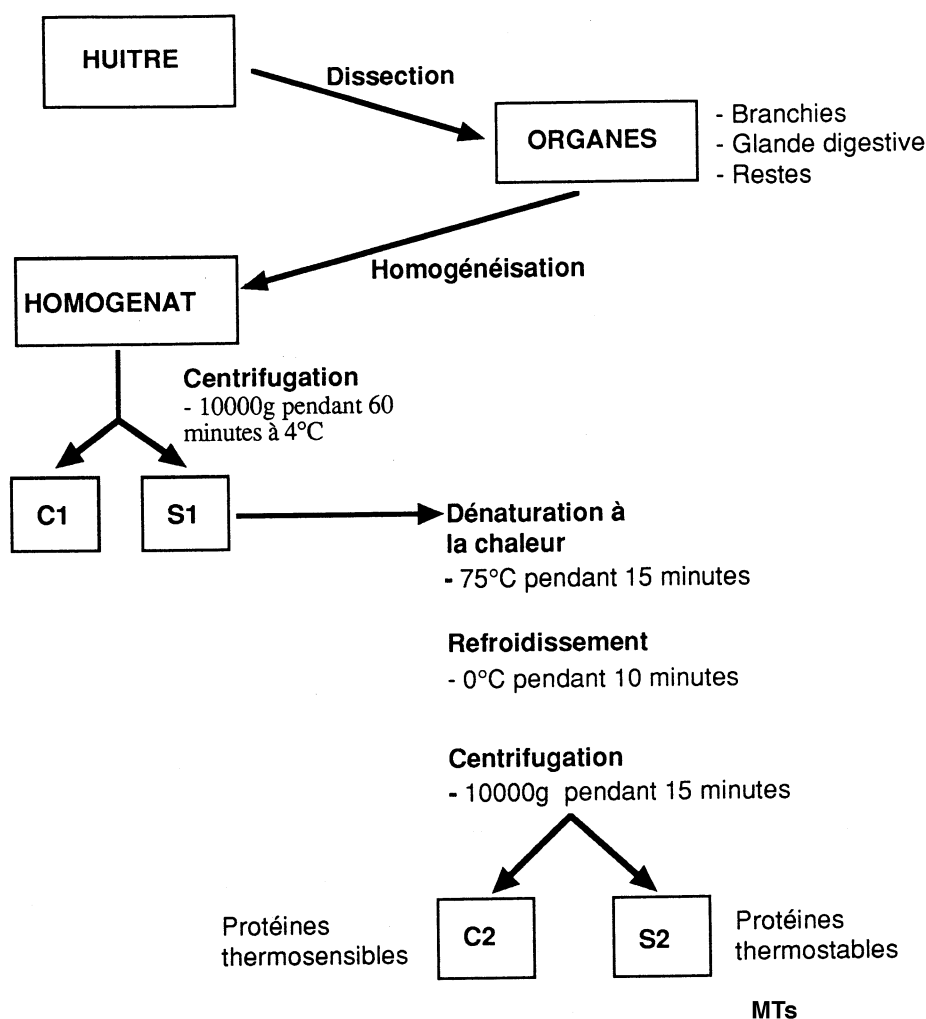 HUITRE
Dissection
ORGANES
- Branchies
- Glande digestive
- Restes
Homogénéisation
HOMOGENAT
Centrifugation
- 10000g pendant 60
minutes à 4°C
C1
S1
Dénaturation à
la chaleur
- 75°C pendant 15 minutes
Refroidissement
- 0°C pendant 10 minutes
Centrifugation
- 10000g pendant 15 minutes
Protéines
thermosensibles
C2
S2
Protéines
thermostables
MTs